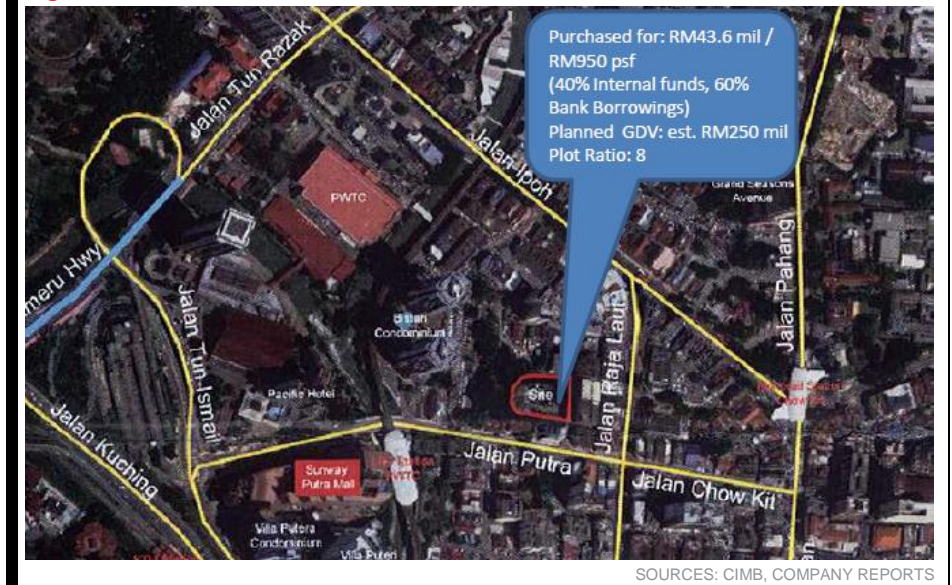 Purchased for: RM43.6 mil /
RM950 psf
(40% Internal funds, 60%
Bank Borrowings)
Planned GDV: est. RM250 mil
Plot Ratio: 8
Jalan Tun Razak
Jalan Ipoh
Grand Seasons
Avenue
PWTC
Jalan Pahang
meru Hwy
Jalan Tun Ismail
Condominium
Jalan Raja Laut
Pacific Hotel
Site
Jalan Kuching
Jalan Putra
Sunway
Putra Mall
Jalan Chow Kit
Villa Putera
Condominium
Villa Puteri
SOURCES: CIMB, COMPANY REPORTS